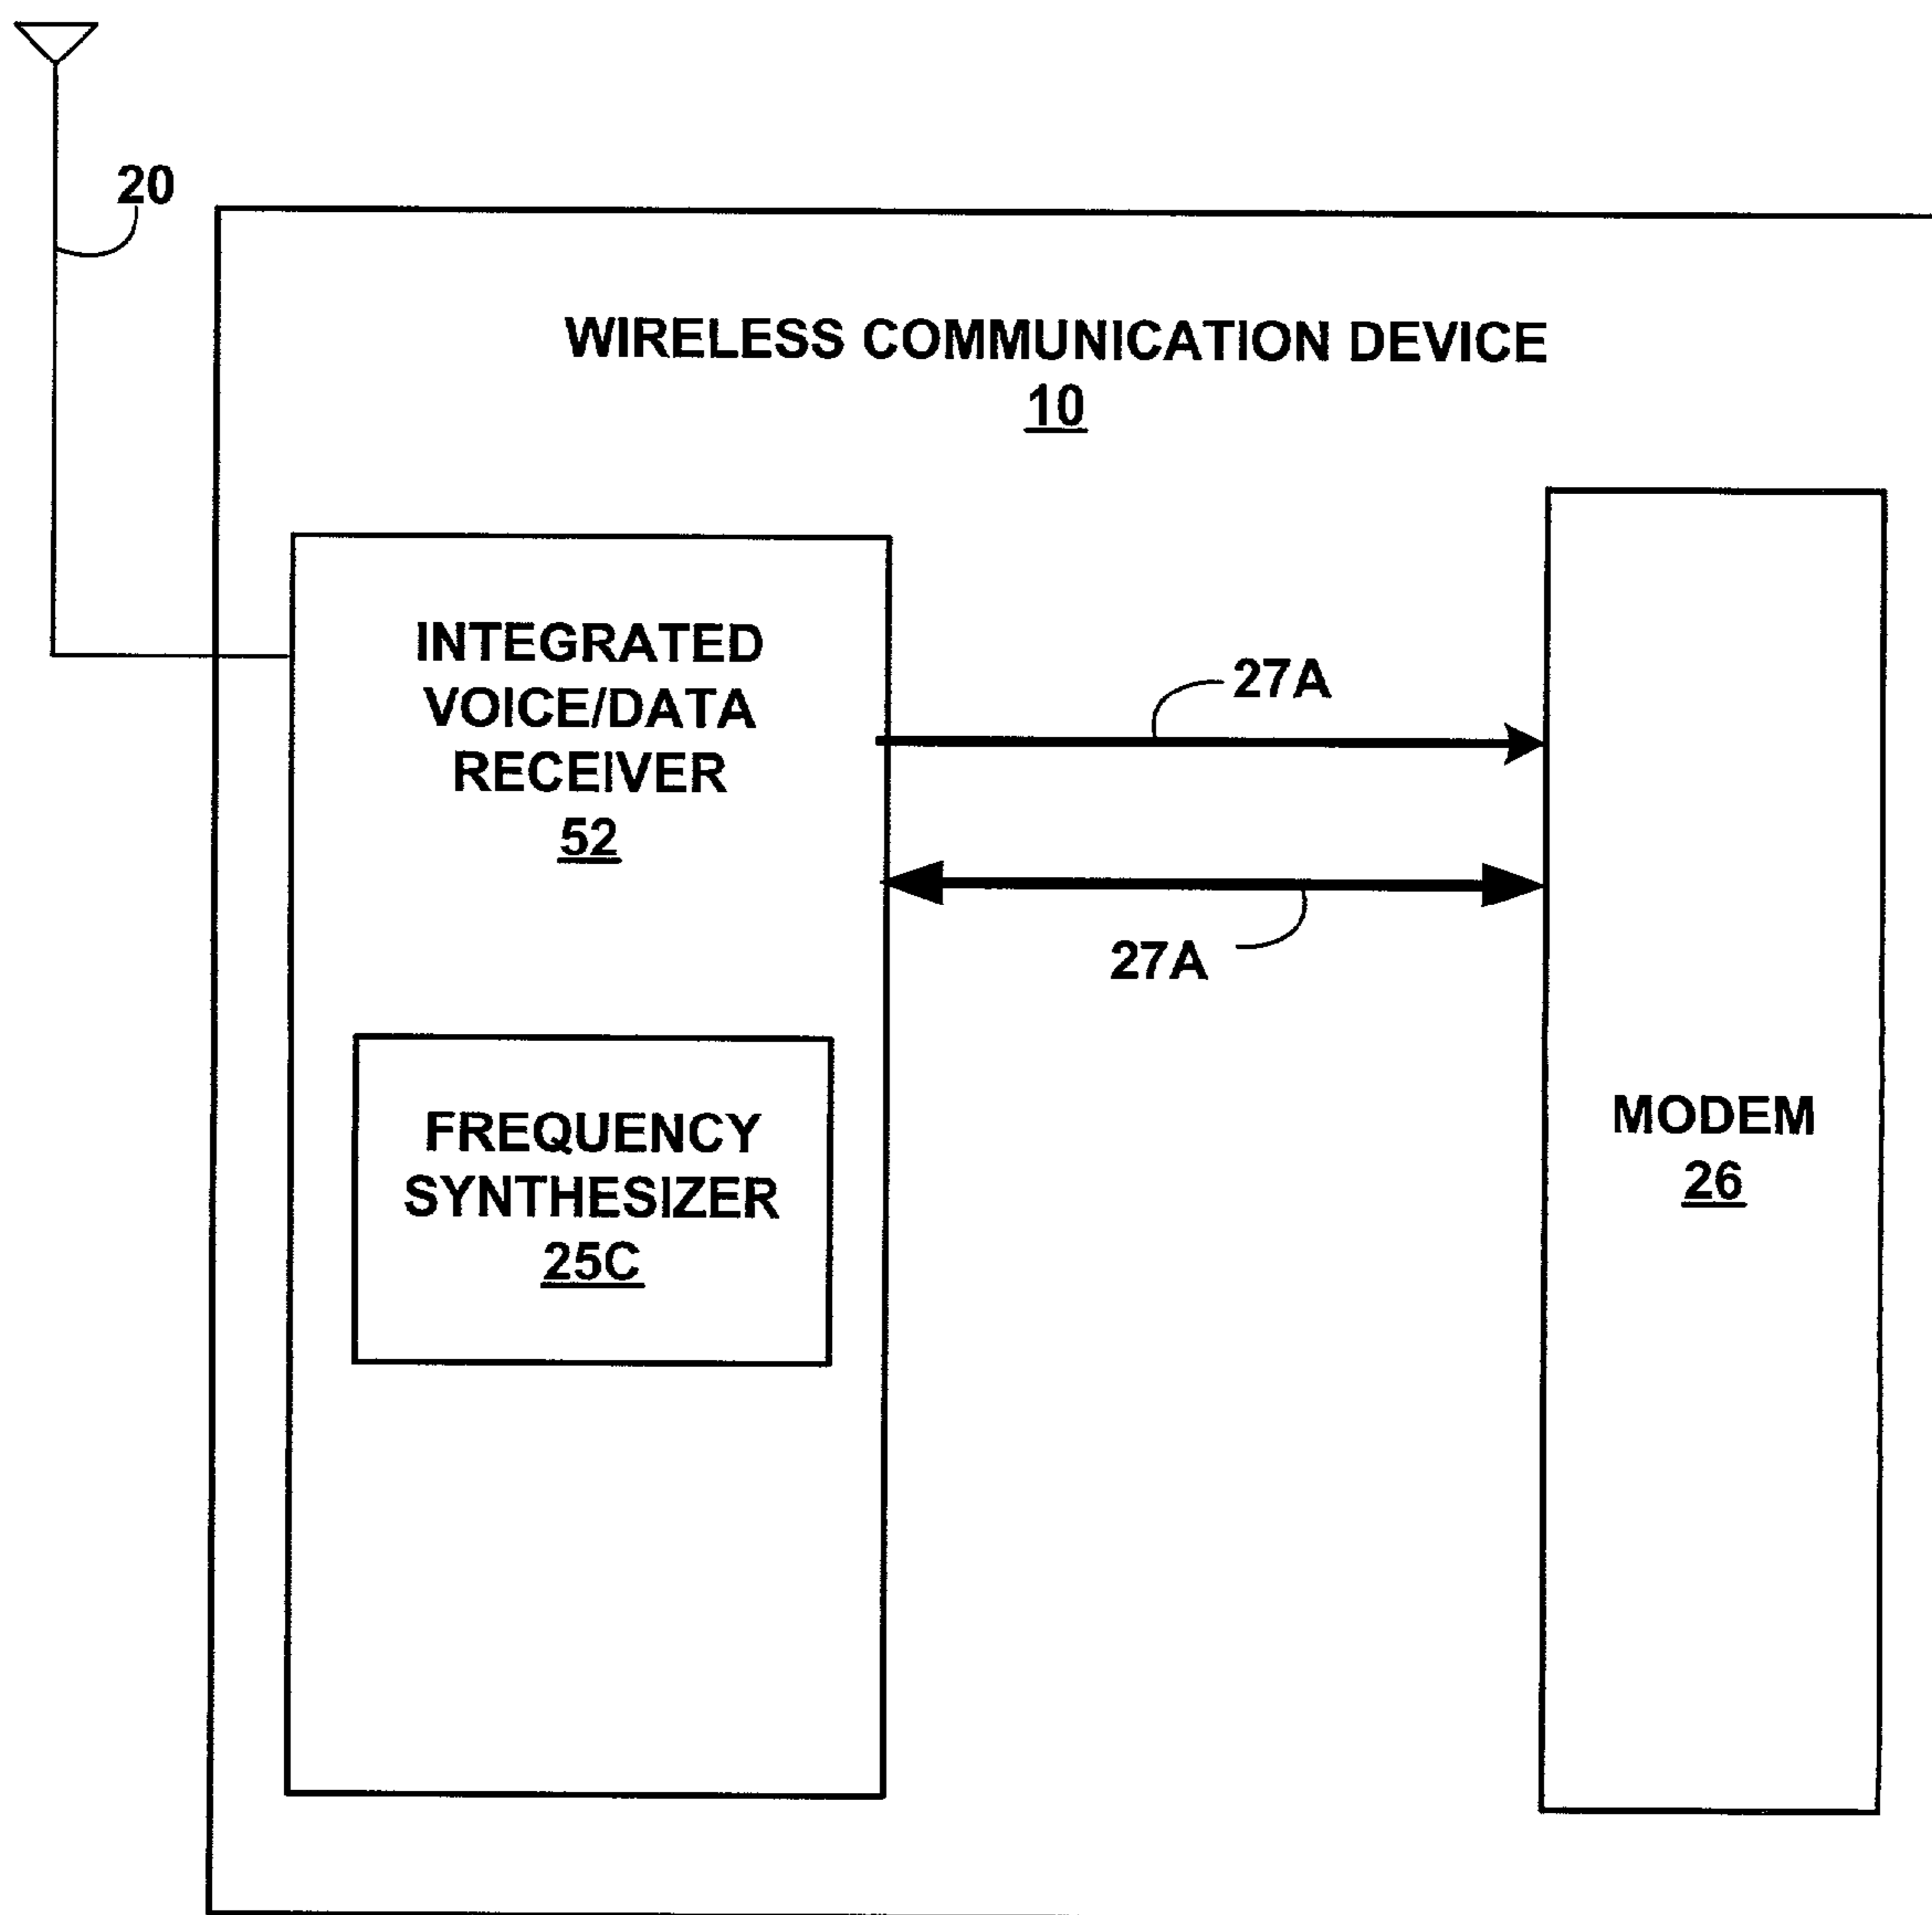 20
WIRELESS COMMUNICATION DEVICE
10
INTEGRATED
VOICE/DATA
RECEIVER
52
27A
27A
FREQUENCY
SYNTHESIZER
25C
MODEM
26